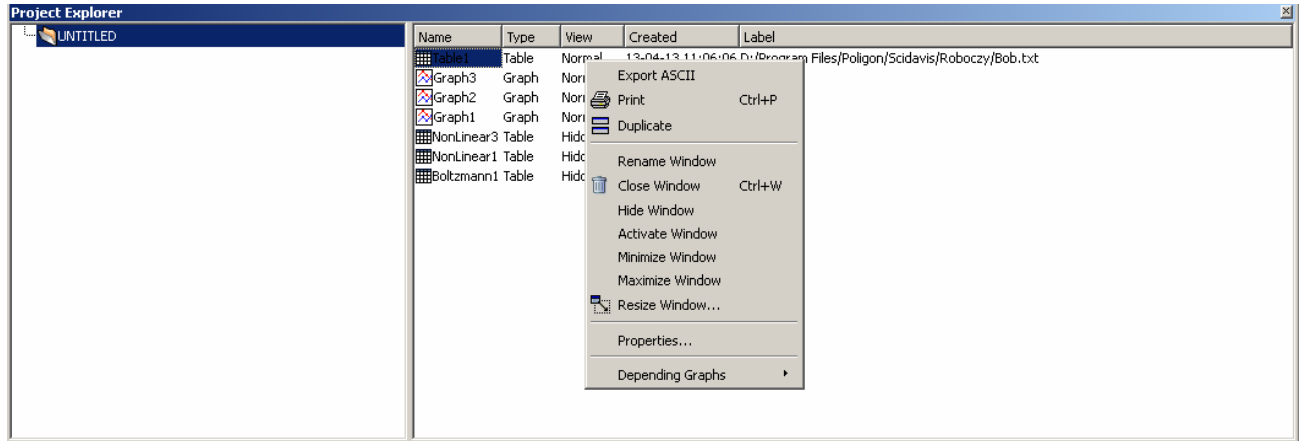 Project Explorer
UNTITLED
Name Type View Created Label
Table1 Table Normal 13-04-13 11:06:06 D:/Program Files/Poligon/Scidavis/Roboczy/Bob.txt
Graph3 Graph
Graph2 Graph
Graph1 Graph
NonLinear3 Table
NonLinear1 Table
Boltzmann1 Table
Export ASCII
Print Ctrl+P
Duplicate
Rename Window
Close Window Ctrl+W
Hide Window
Activate Window
Minimize Window
Maximize Window
Resize Window...
Properties...
Depending Graphs